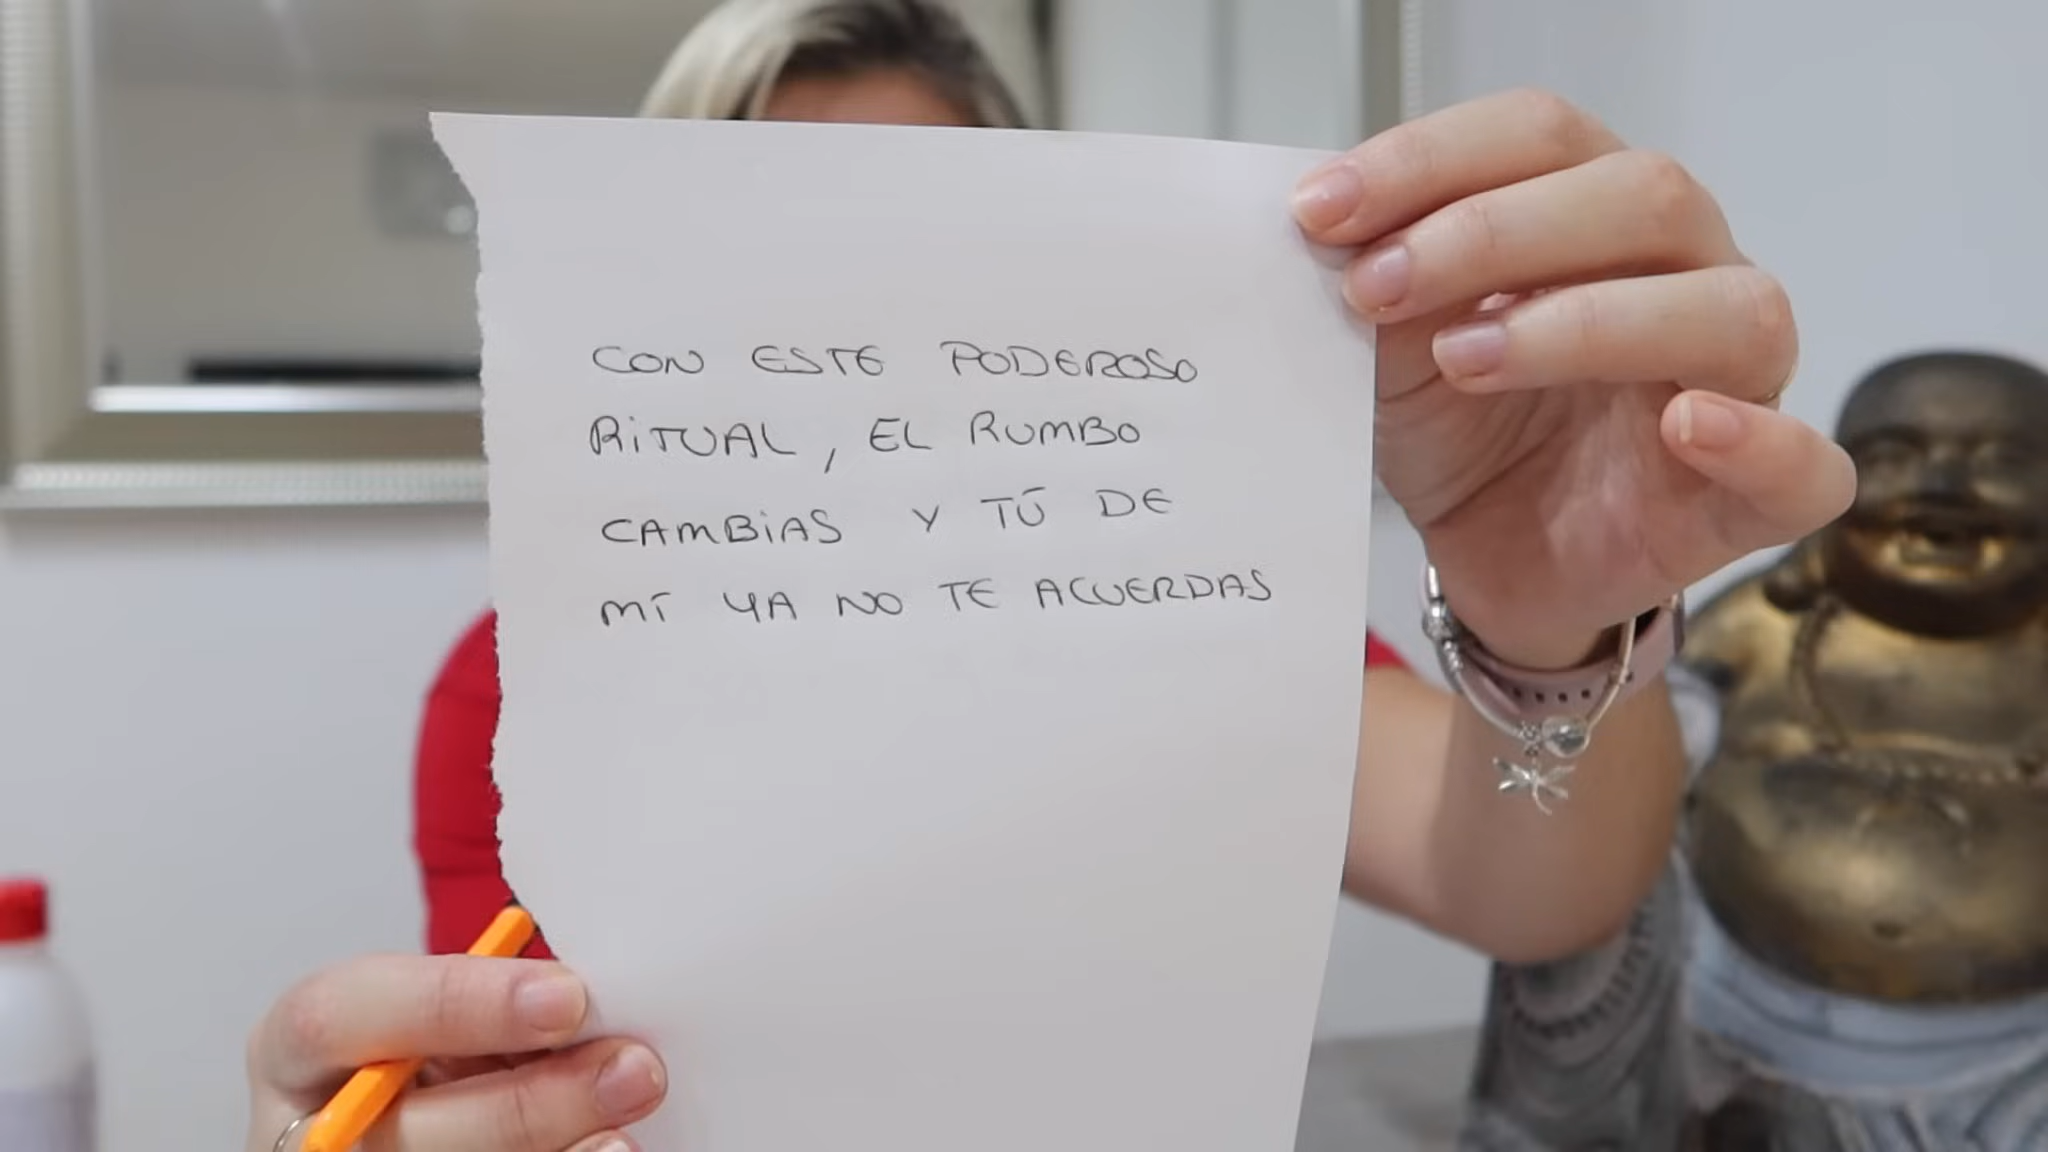 CON ESTE PODEROSO
RITUAL, EL RUMBO
CAMBIAS Y TÚ DE
MÍ YA NO TE ACUERDAS